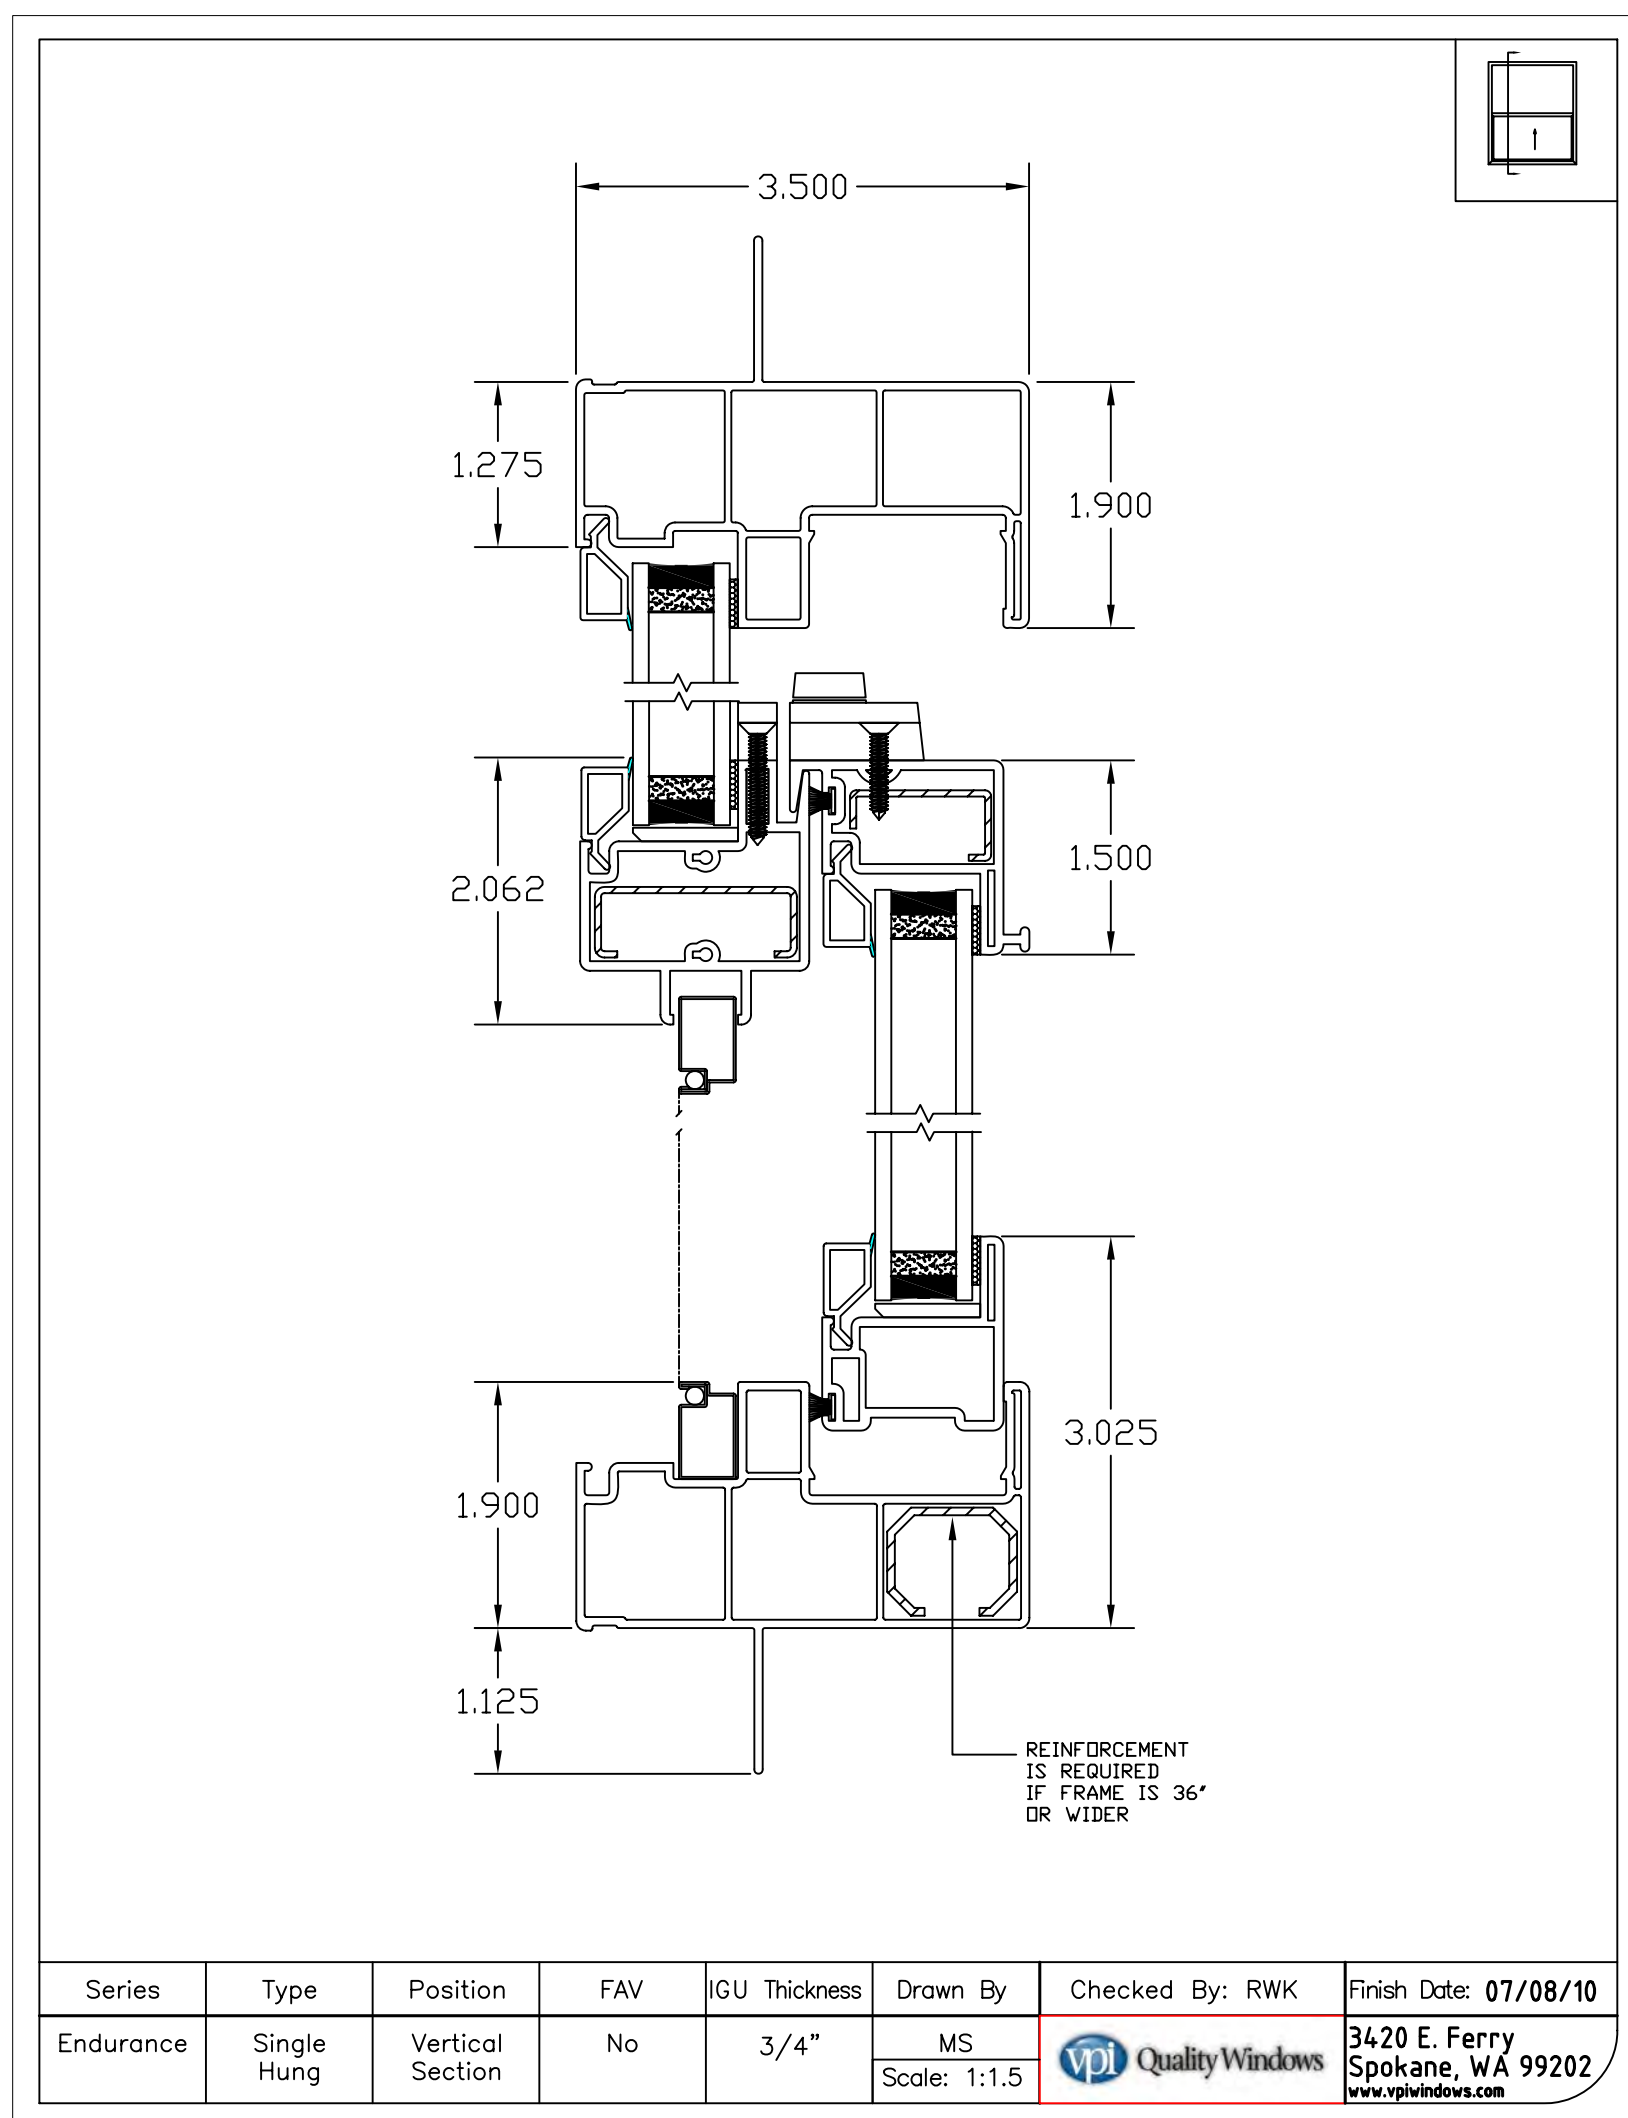 3.500
1.275
1.900
2.062
1.500
3.025
1.900
1.125
REINFORCEMENT
IS REQUIRED
IF FRAME IS 36"
OR WIDER
Series
Type
Position
FAV
IGU Thickness
Drawn By
Checked By: RWK
Finish Date: 07/08/10
Endurance
Single
Hung
Vertical
Section
No
3/4"
MS
Scale: 1:1.5
vpi Quality Windows
3420 E. Ferry
Spokane, WA 99202
www.vpiwindows.com